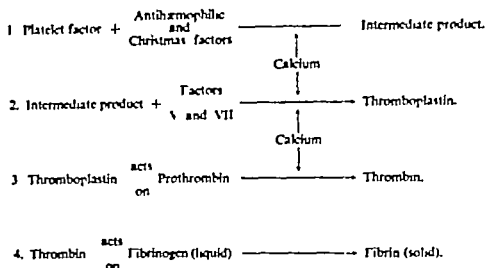 1 Platelet factor + Antihæmophilic and Christmas factors Intermediate product.
Calcium
2. Intermediate product + Factors V and VII Thromboplastin.
Calcium
3 Thromboplastin acts on Prothrombin Thrombin.
4. Thrombin acts on Fibrinogen (liquid) Fibrin (solid).